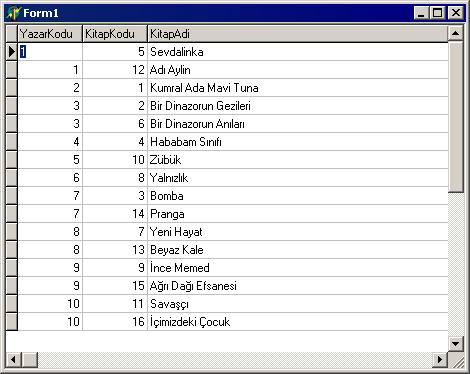 Form1
YazarKodu KitapKodu KitapAdi
1 5 Sevdalinka
1 12 Adı Aylin
2 1 Kumral Ada Mavi Tuna
3 2 Bir Dinazorun Gezileri
3 6 Bir Dinazorun Anıları
4 4 Hababam Sınıfı
5 10 Zübük
6 8 Yalnızlık
7 3 Bomba
7 14 Pranga
8 7 Yeni Hayat
8 13 Beyaz Kale
9 9 İnce Memed
9 15 Ağrı Dağı Efsanesi
10 11 Savaşçı
10 16 İçimizdeki Çocuk